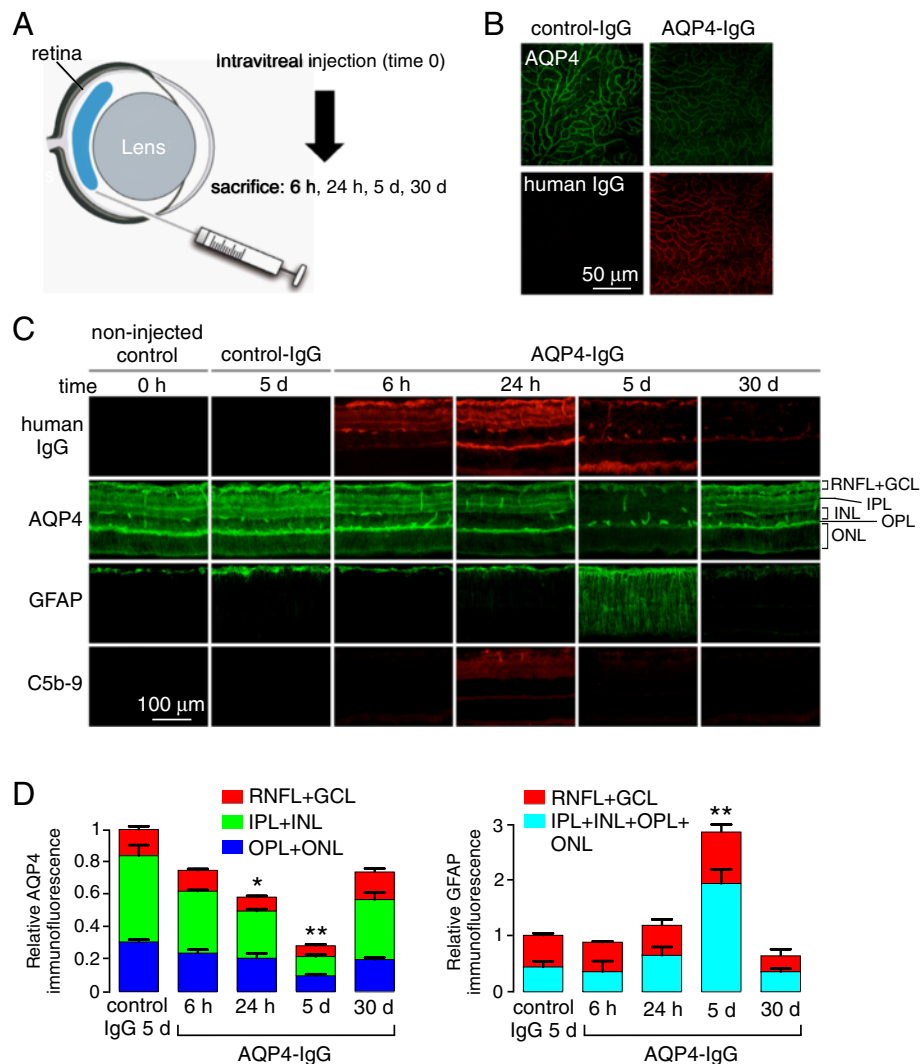 A
retina
Intravitreal injection (time 0)
Lens
sacrifice: 6 h, 24 h, 5 d, 30 d
B
control-IgG AQP4-IgG
AQP4
human IgG
50 µm
C
non-injected
control control-IgG AQP4-IgG
time 0 h 5 d 6 h 24 h 5 d 30 d
human
IgG
AQP4
RNFL+GCL
IPL
INL
OPL
ONL
GFAP
C5b-9
100 µm
D
Relative AQP4
immunofluorescence
RNFL+GCL
IPL+INL
OPL+ONL
1
0.8
0.6
0.4
0.2
0
*
**
control
IgG 5 d
6 h 24 h 5 d 30 d
AQP4-IgG
Relative GFAP
immunofluorescence
RNFL+GCL
IPL+INL+OPL+
ONL
3
2
1
0
**
control
IgG 5 d
6 h 24 h 5 d 30 d
AQP4-IgG